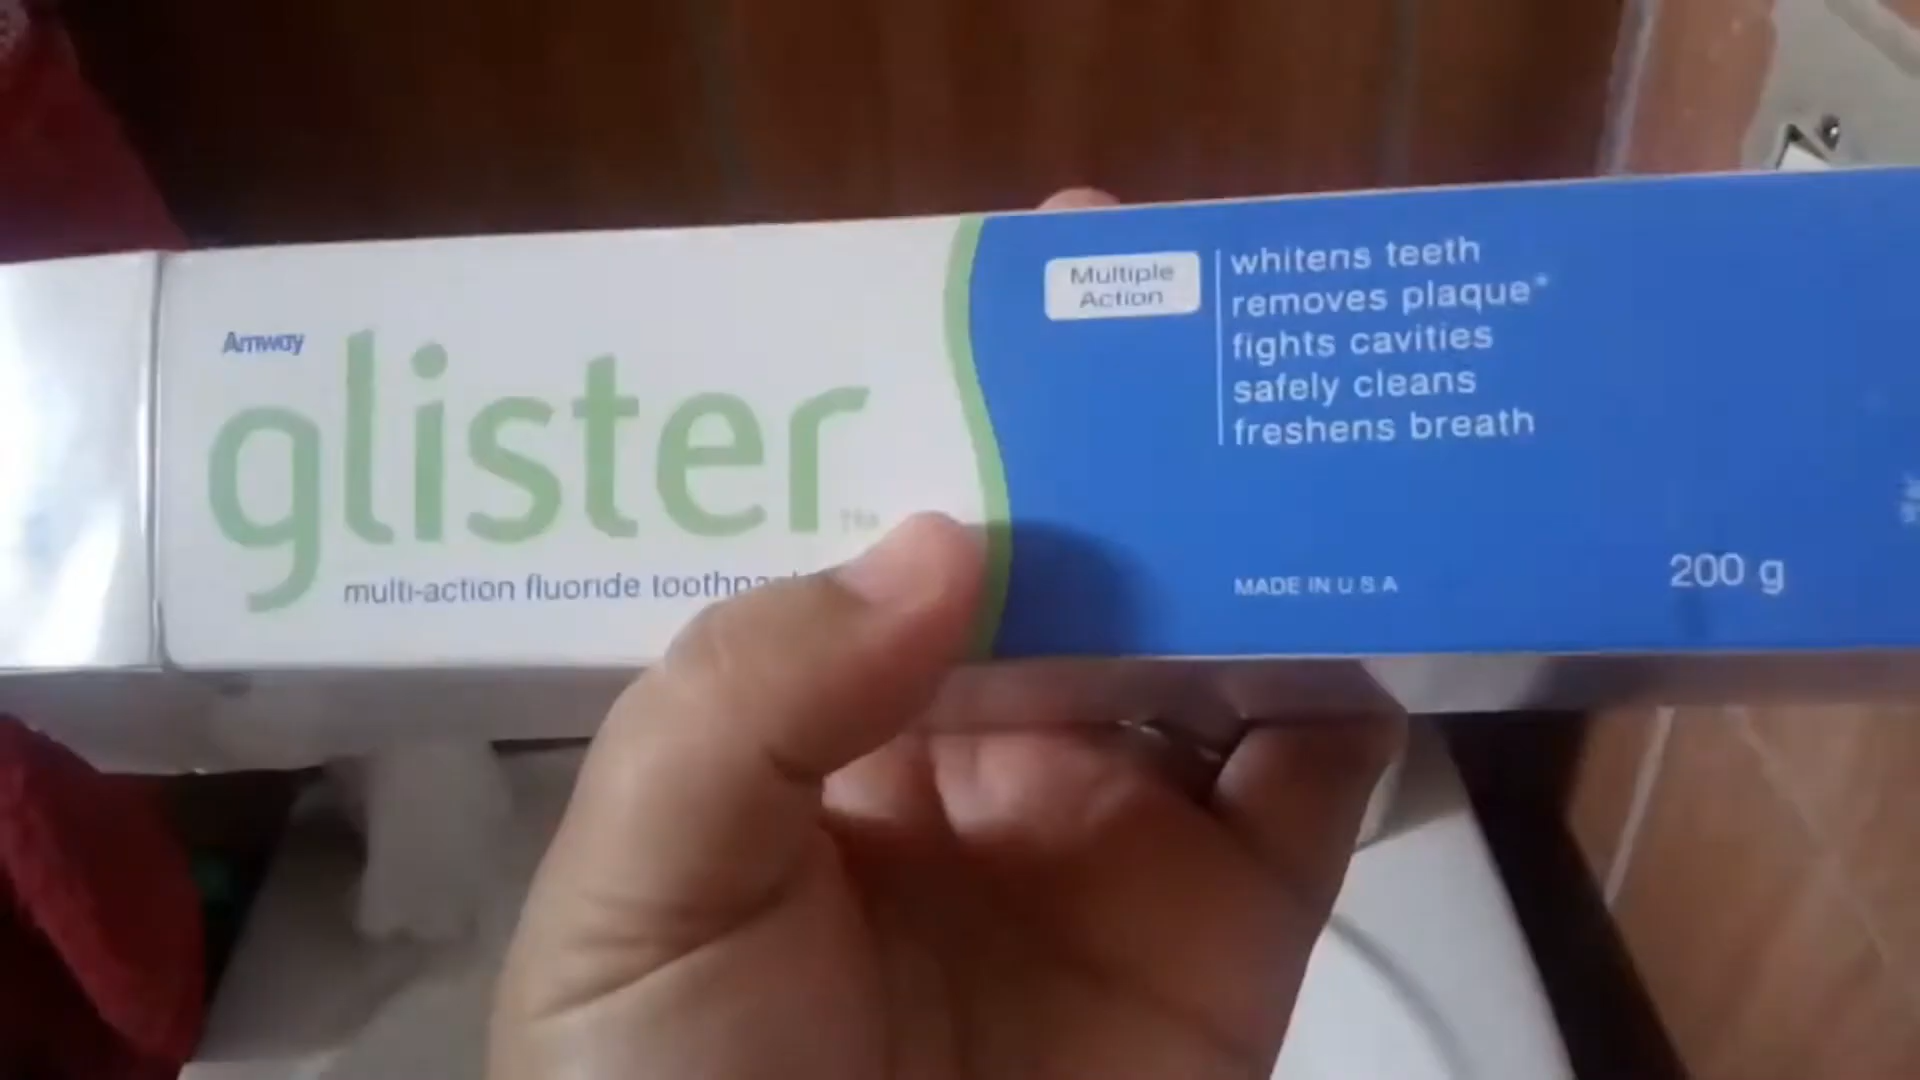 Amway
glister
TM
multi-action fluoride
Multiple
Action
whitens teeth
removes plaque*
fights cavities
safely cleans
freshens breath
MADE IN U S A
200 g